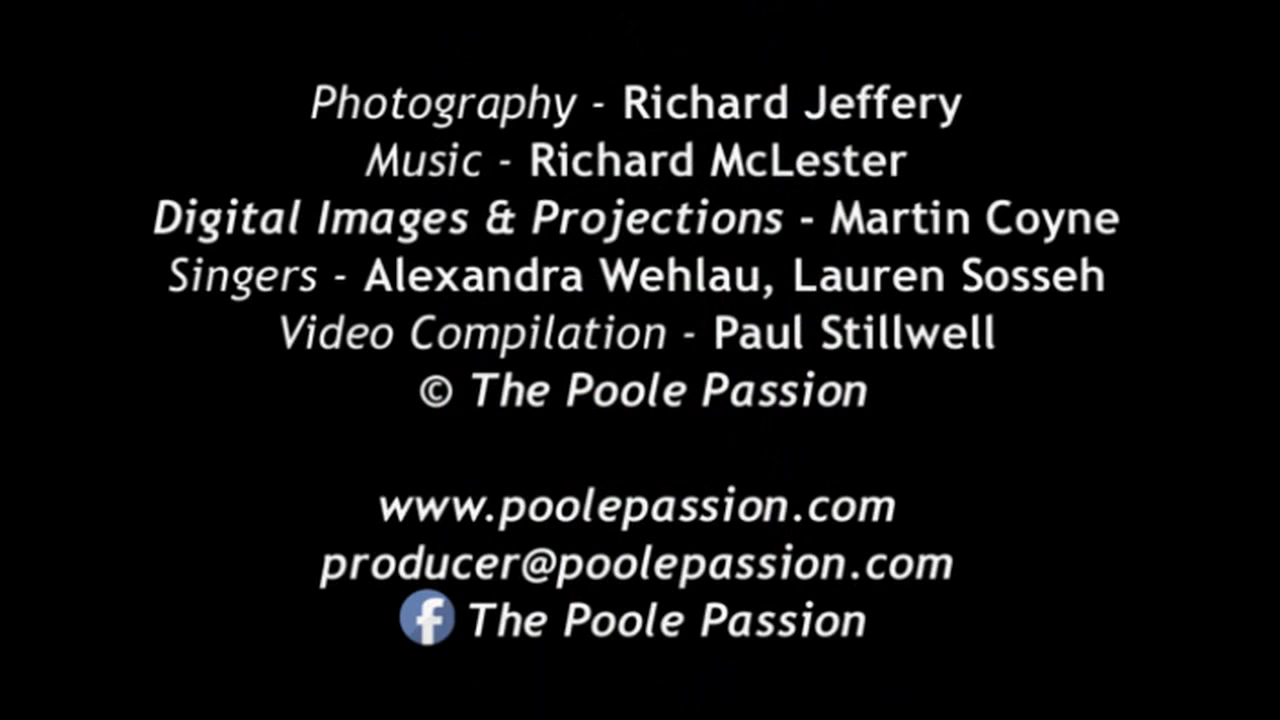 Photography - Richard Jeffery
Music - Richard McLester
Digital Images & Projections - Martin Coyne
Singers - Alexandra Wehlau, Lauren Sosseh
Video Compilation - Paul Stillwell
© The Poole Passion
www.poolepassion.com
producer@poolepassion.com
f The Poole Passion